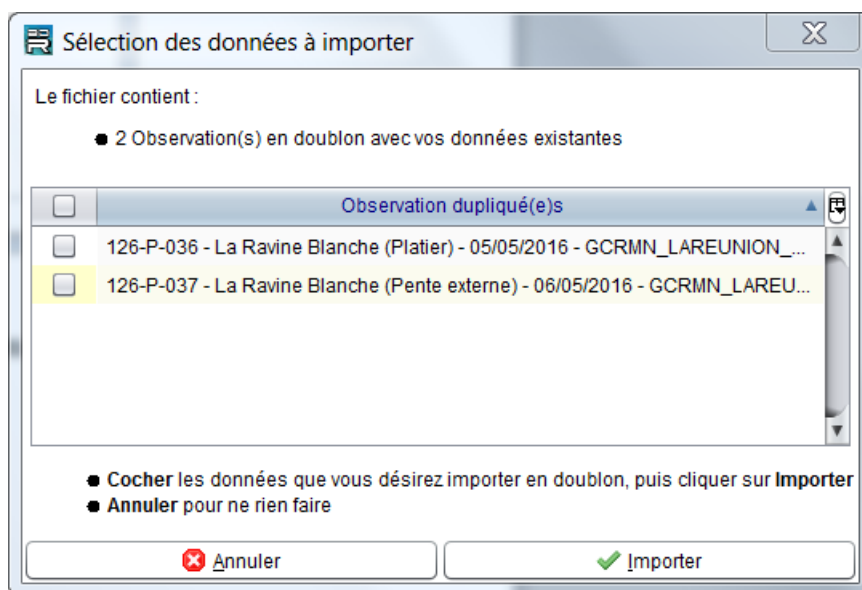 Sélection des données à importer
Le fichier contient :
2 Observation(s) en doublon avec vos données existantes
Observation dupliqué(e)s
126-P-036 - La Ravine Blanche (Platier) - 05/05/2016 - GCRMN_LAREUNION_...
126-P-037 - La Ravine Blanche (Pente externe) - 06/05/2016 - GCRMN_LAREU...
Cocher les données que vous désirez importer en doublon, puis cliquer sur Importer
Annuler pour ne rien faire
Annuler
Importer